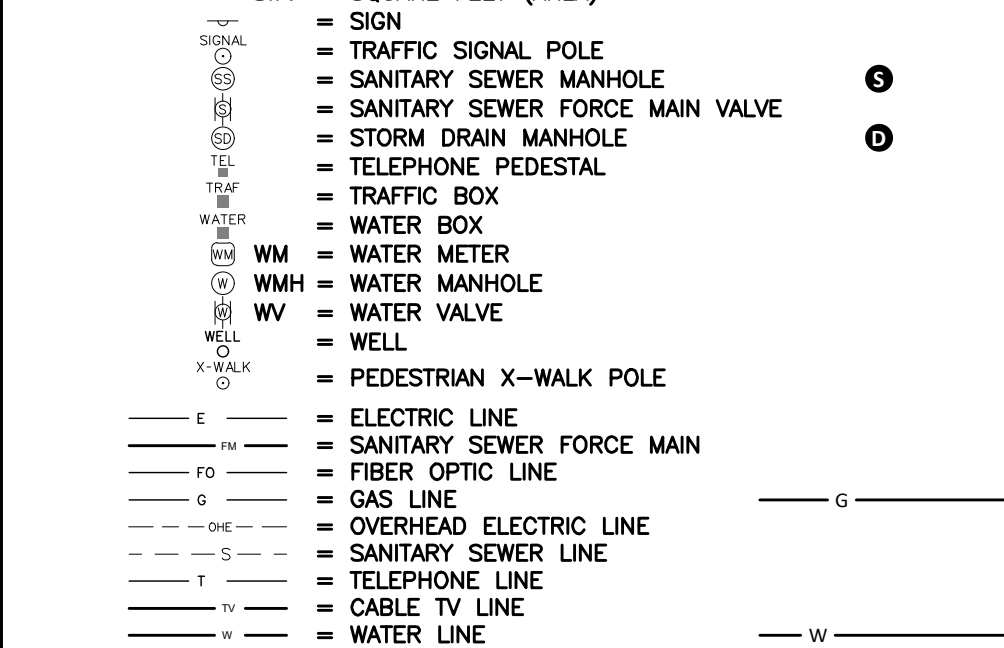 = SIGN
SIGNAL = TRAFFIC SIGNAL POLE
SS = SANITARY SEWER MANHOLE S
S = SANITARY SEWER FORCE MAIN VALVE
SD = STORM DRAIN MANHOLE D
TEL = TELEPHONE PEDESTAL
TRAF = TRAFFIC BOX
WATER = WATER BOX
WM WM = WATER METER
W WMH = WATER MANHOLE
W WV = WATER VALVE
WELL = WELL
X-WALK = PEDESTRIAN X-WALK POLE
E = ELECTRIC LINE
FM = SANITARY SEWER FORCE MAIN
FO = FIBER OPTIC LINE
G = GAS LINE G
OHE = OVERHEAD ELECTRIC LINE
S = SANITARY SEWER LINE
T = TELEPHONE LINE
TV = CABLE TV LINE
W = WATER LINE W